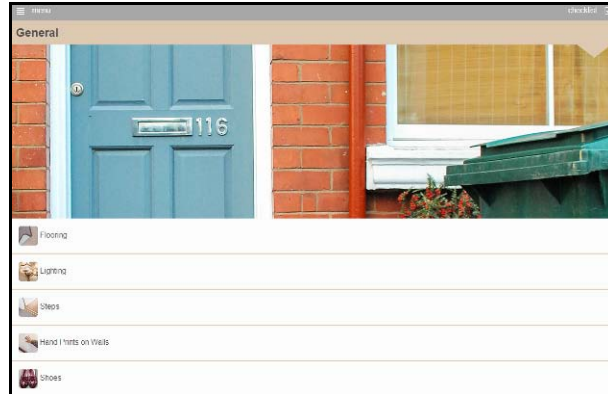 menu
checklist
General
116
Flooring
Lighting
Steps
Hand Prints on Walls
Shoes